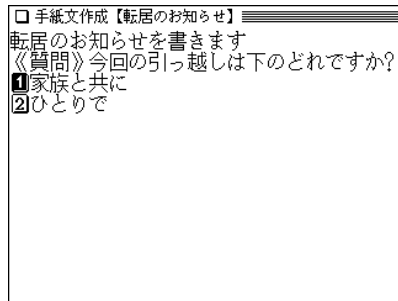 □ 手紙文作成【転居のお知らせ】
転居のお知らせを書きます
《質問》今回の引っ越しは下のどれですか?
1家族と共に
2ひとりで